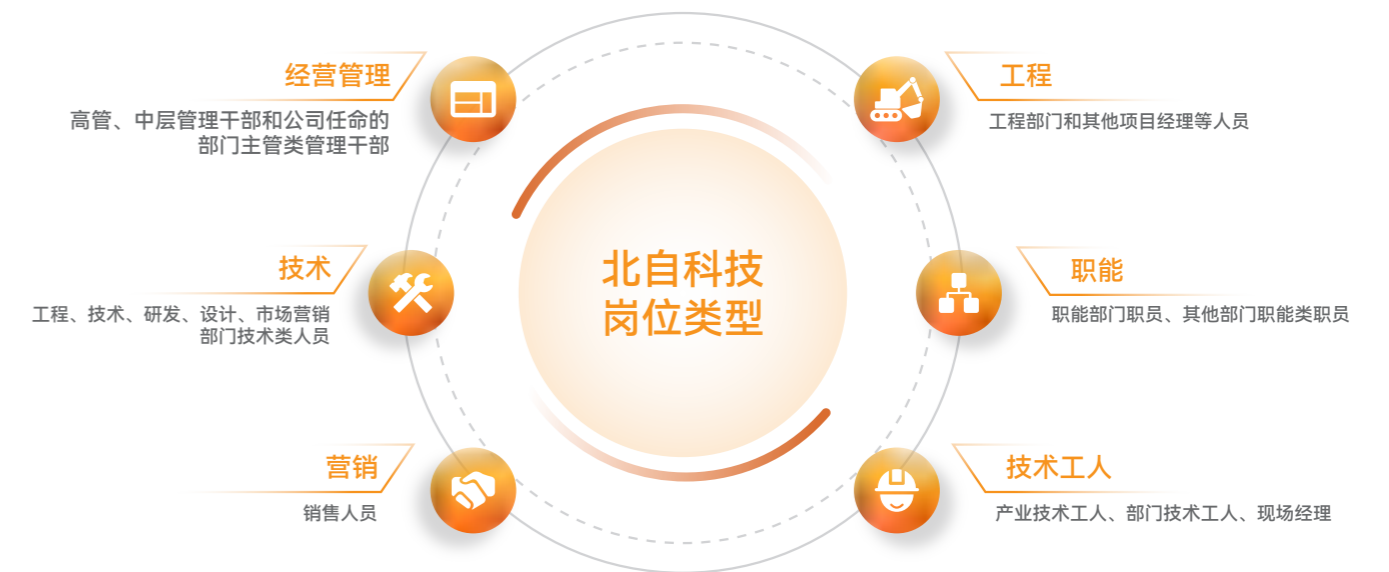 经营管理
高管、中层管理干部和公司任命的
部门主管类管理干部
技术
工程、技术、研发、设计、市场营销
部门技术类人员
营销
销售人员
北自科技
岗位类型
工程
工程部门和其他项目经理等人员
职能
职能部门职员、其他部门职能类职员
技术工人
产业技术工人、部门技术工人、现场经理